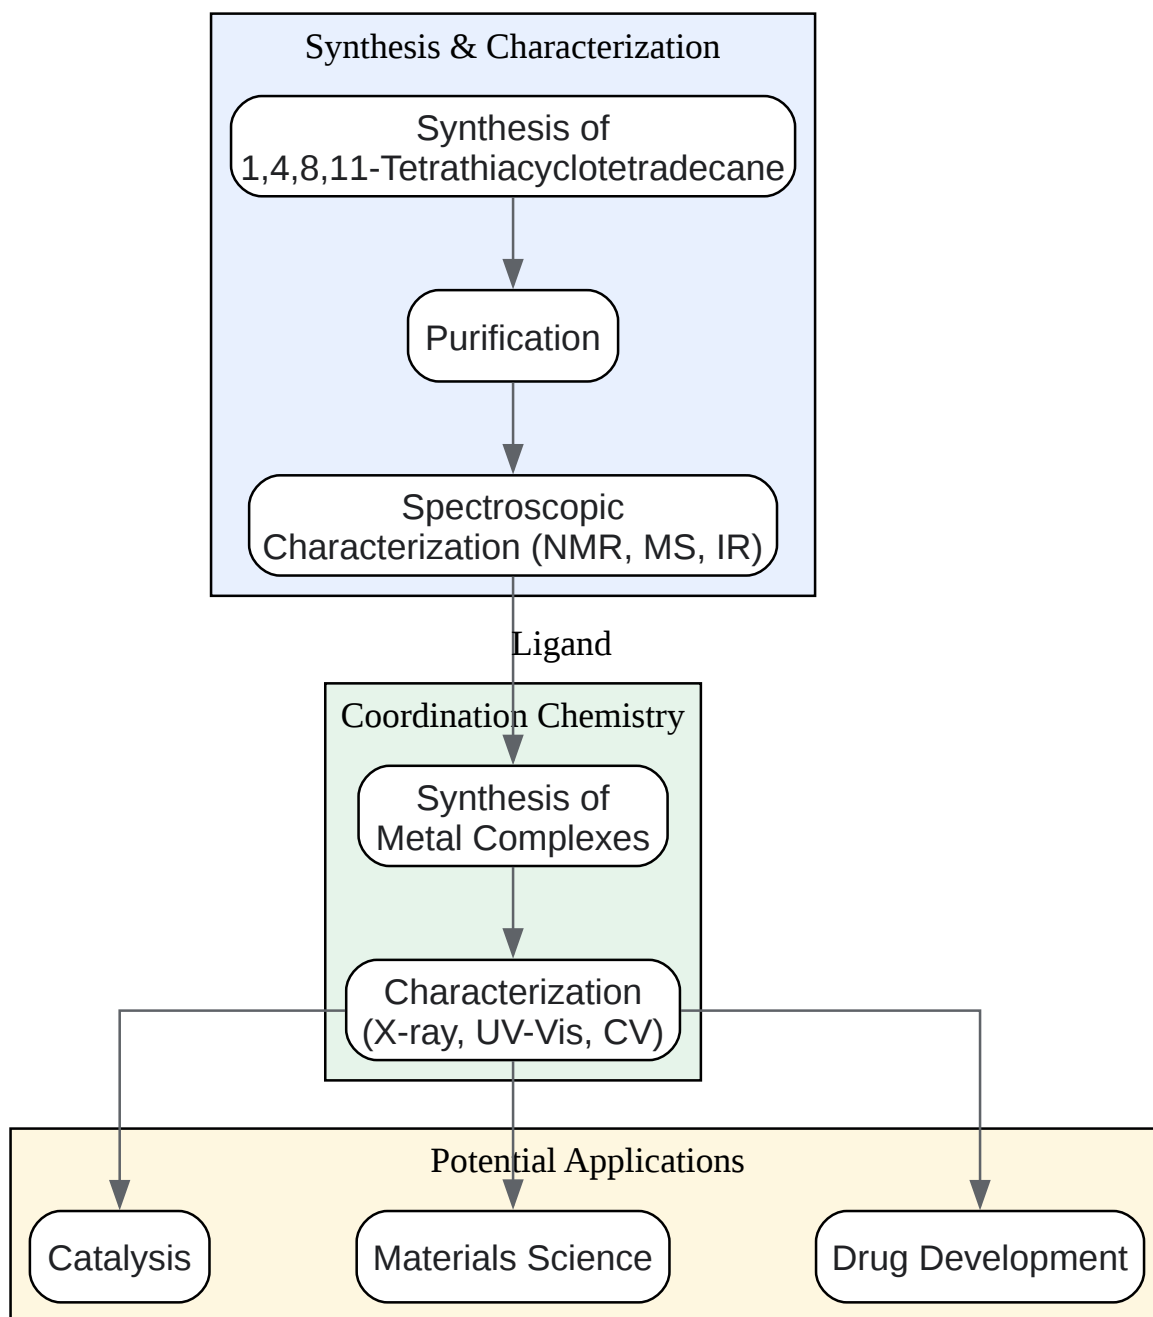 Synthesis & Characterization
Synthesis of
1,4,8,11-Tetrathiacyclotetradecane
Purification
Spectroscopic
Characterization (NMR, MS, IR)
Ligand
Coordination Chemistry
Synthesis of
Metal Complexes
Characterization
(X-ray, UV-Vis, CV)
Potential Applications
Catalysis
Materials Science
Drug Development